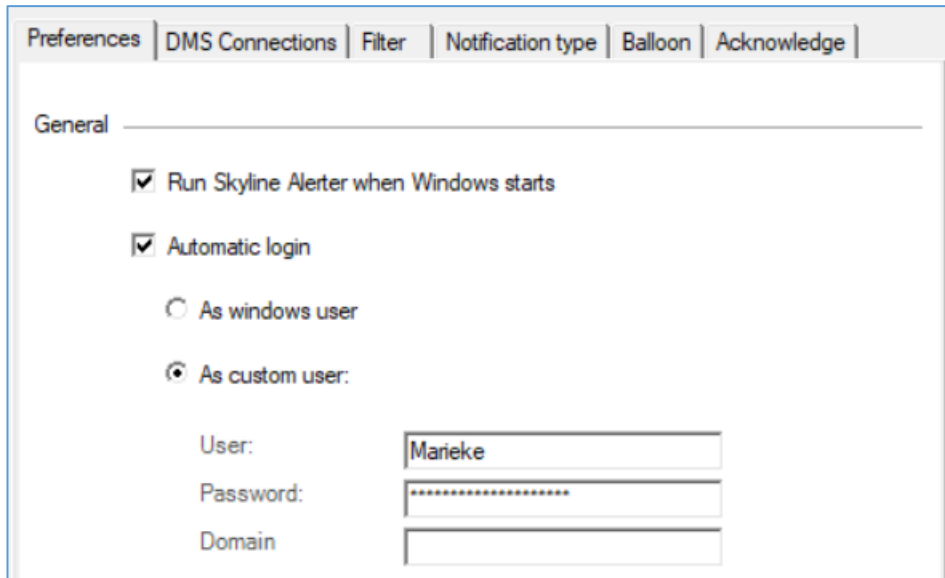 Preferences DMS Connections Filter Notification type Balloon Acknowledge
General
Run Skyline Alerter when Windows starts
Automatic login
As windows user
As custom user:
User: Marieke
Password: ********************
Domain